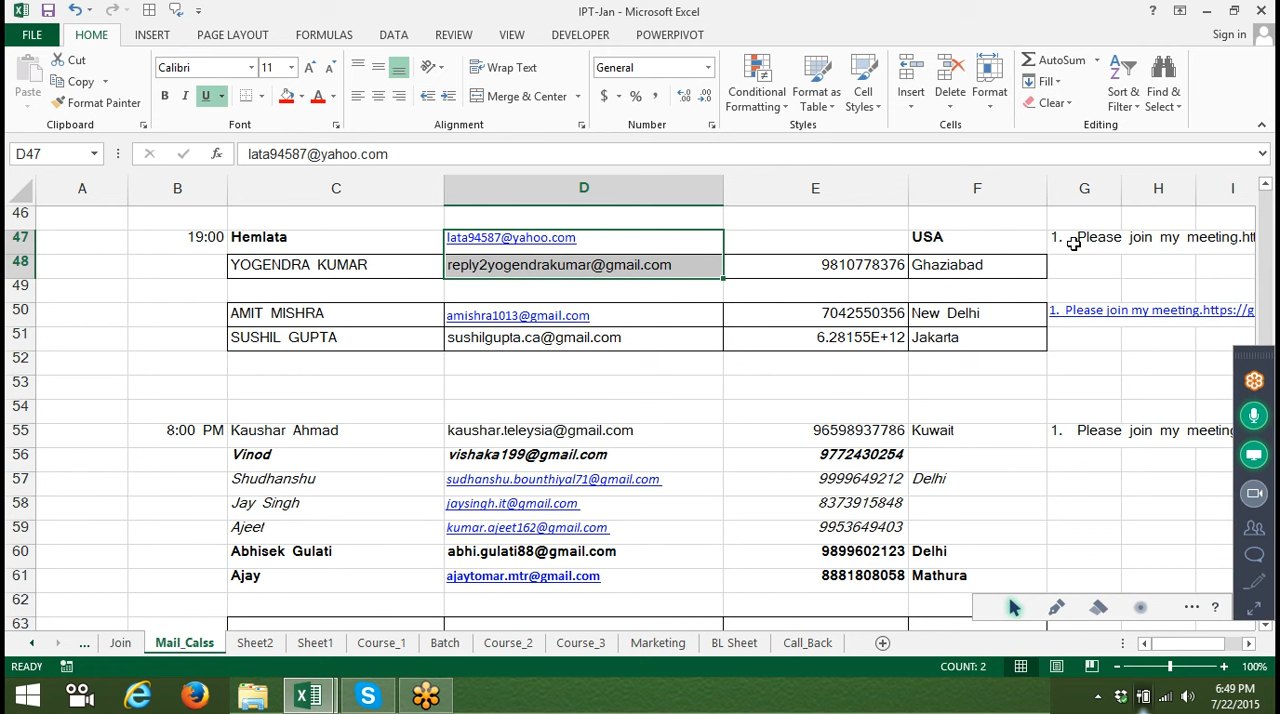 IPT-Jan - Microsoft Excel
FILE HOME INSERT PAGE LAYOUT FORMULAS DATA REVIEW VIEW DEVELOPER POWERPIVOT Sign in
Paste Cut Copy Format Painter Clipboard
Calibri 11 B I U A Font
Wrap Text Merge & Center Alignment
General $ % , Number
Conditional Formatting Format as Table Cell Styles Styles
Insert Delete Format Cells
AutoSum Fill Clear Sort & Filter Find & Select Editing
D47 fx lata94587@yahoo.com
A B C D E F G H I
46
47 19:00 Hemlata lata94587@yahoo.com USA 1. Please join my meeting.ht
48 YOGENDRA KUMAR reply2yogendrakumar@gmail.com 9810778376 Ghaziabad
49
50 AMIT MISHRA amishra1013@gmail.com 7042550356 New Delhi 1. Please join my meeting.https://g
51 SUSHIL GUPTA sushilgupta.ca@gmail.com 6.28155E+12 Jakarta
52
53
54
55 8:00 PM Kaushar Ahmad kaushar.teleysia@gmail.com 96598937786 Kuwait 1. Please join my meeting
56 Vinod vishaka199@gmail.com 9772430254
57 Shudhanshu sudhanshu.bounthiyal71@gmail.com 9999649212 Delhi
58 Jay Singh jaysingh.it@gmail.com 8373915848
59 Ajeet kumar.ajeet162@gmail.com 9953649403
60 Abhisek Gulati abhi.gulati88@gmail.com 9899602123 Delhi
61 Ajay ajaytomar.mtr@gmail.com 8881808058 Mathura
62
63
... Join Mail_Calss Sheet2 Sheet1 Course_1 Batch Course_2 Course_3 Marketing BL Sheet Call_Back
READY COUNT: 2 100%
6:49 PM
7/22/2015